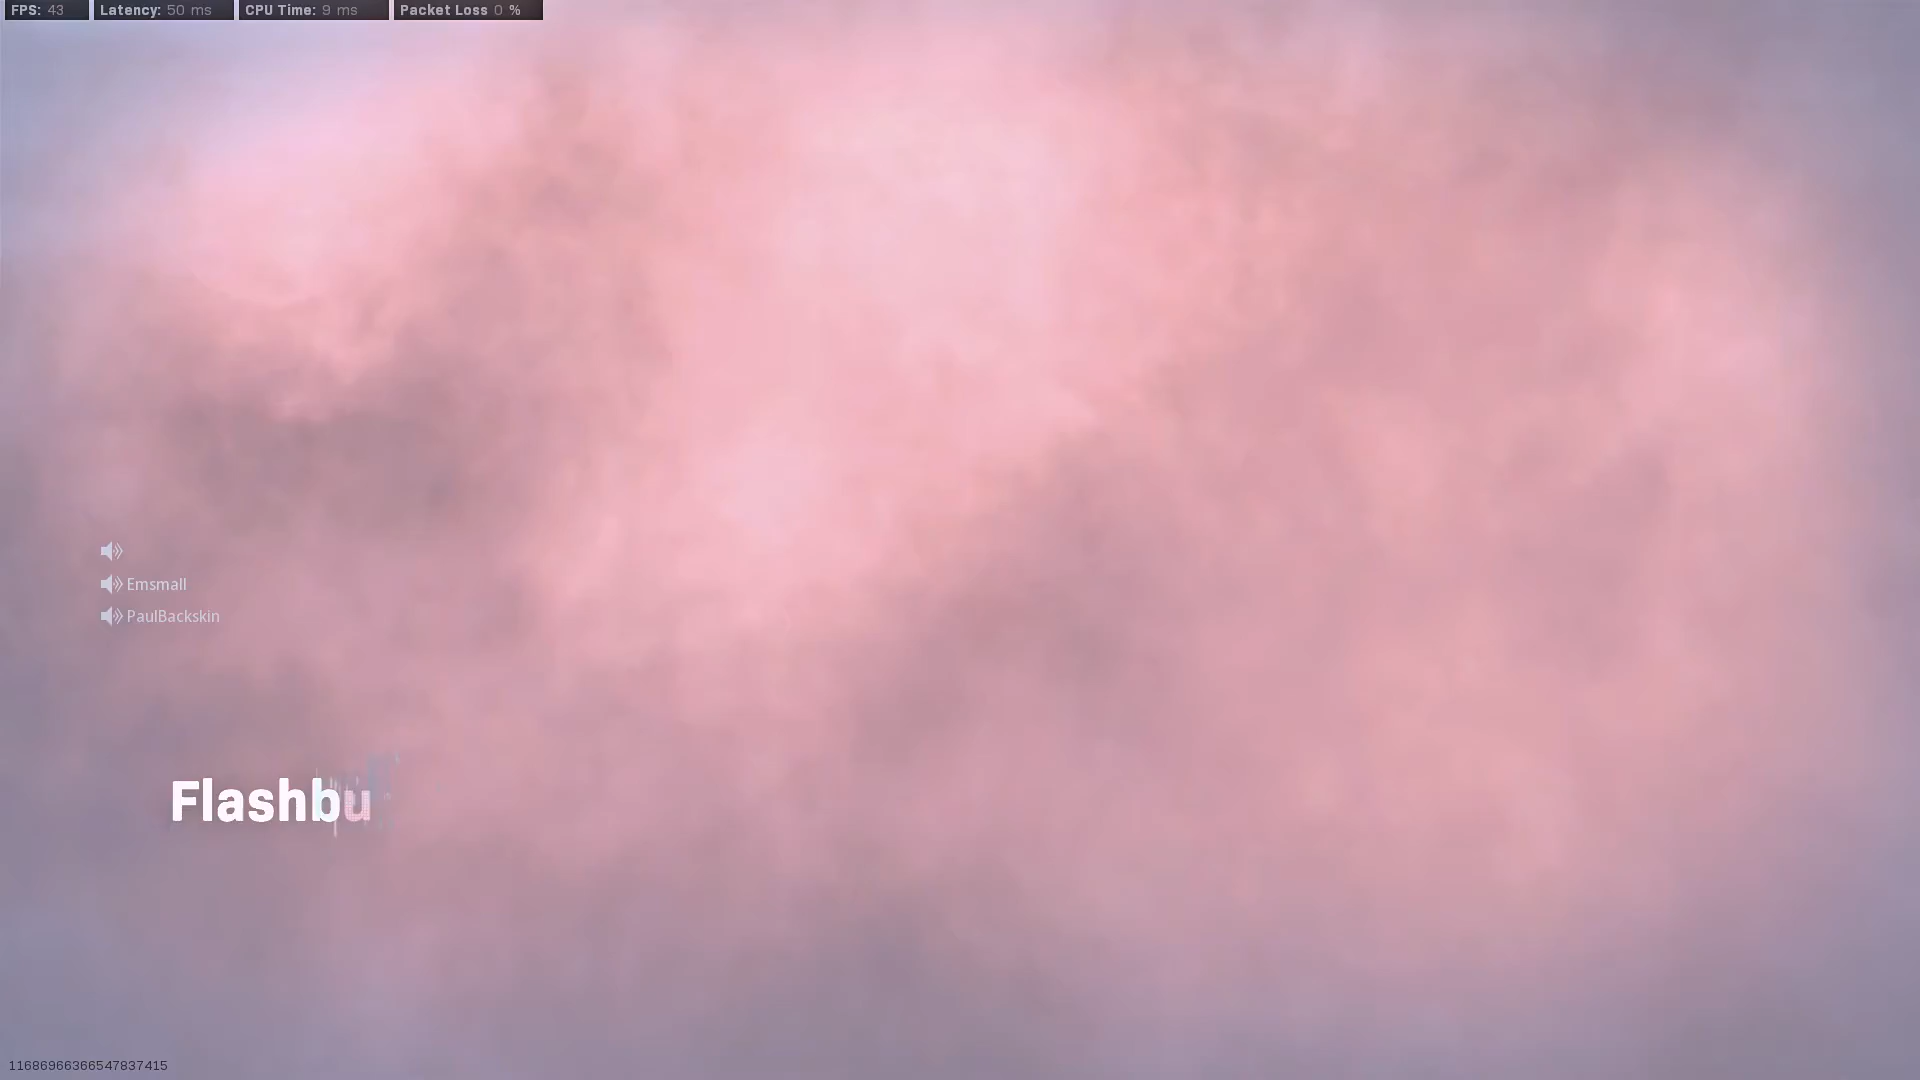 FPS: 43 Latency: 50 ms CPU Time: 9 ms Packet Loss 0 %
Emsmall
PaulBackskin
Flashbu
11686966366547837415